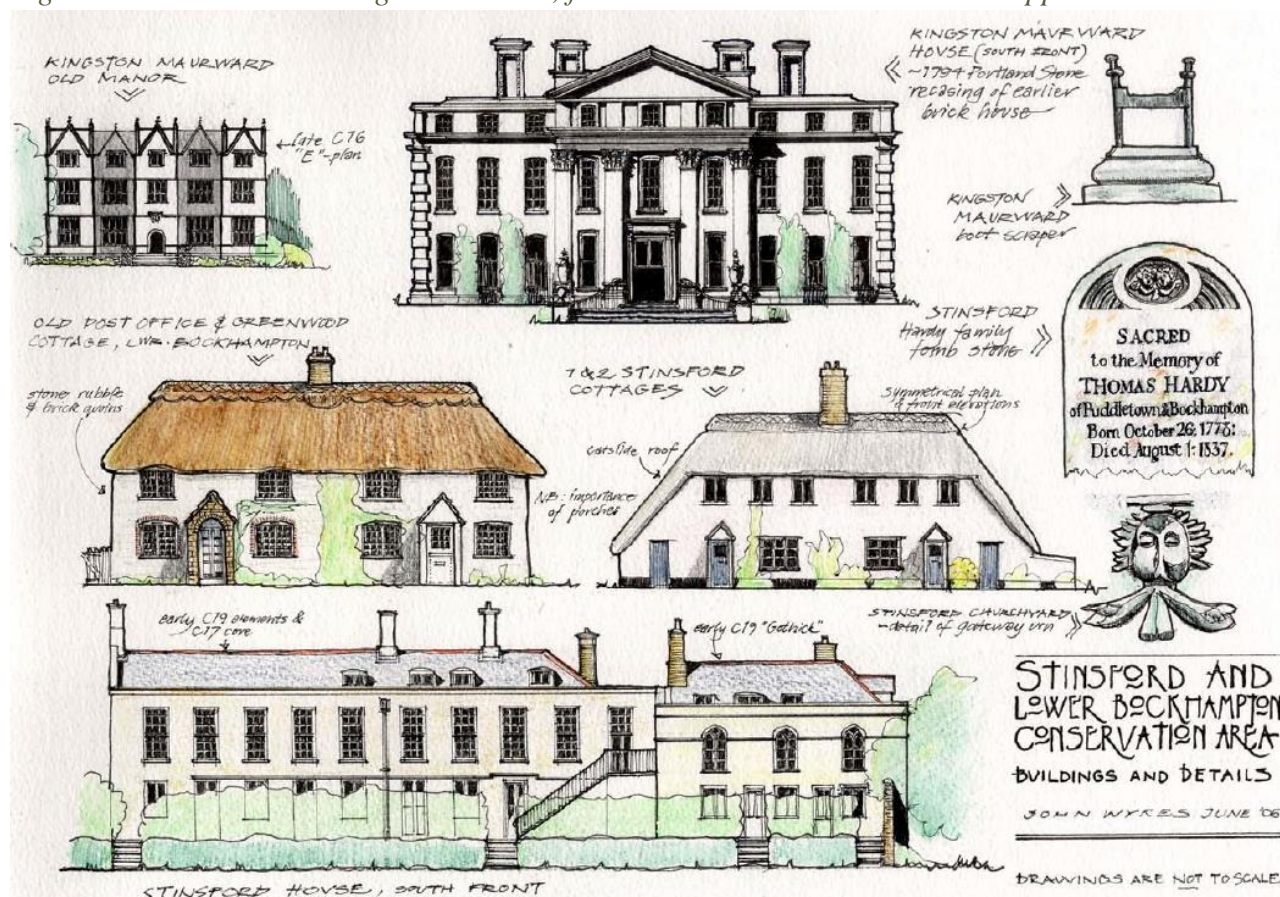 KINGSTON MAURWARD
OLD MANOR
late C16
"E"-plan
KINGSTON MAURWARD
HOUSE (SOUTH FRONT)
~1794 Portland Stone
recasing of earlier
brick house
KINGSTON
MAURWARD
boot scraper
OLD POST OFFICE & GREENWOOD
COTTAGE, LWR. BOCKHAMPTON
stone rubble
& brick quoins
1 & 2 STINSFORD
COTTAGES
Symmetrical plan
& front elevations
catslide roof
NB: importance
of porches
STINSFORD
Hardy family
tomb stone
SACRED
to the Memory of
THOMAS HARDY
of Puddletown & Bockhampton
Born October 26: 1778:
Died August 1: 1837.
STINSFORD CHURCHYARD
-detail of gateway urn
early C19 elements &
C17 core
early C19 "Gothick"
STINSFORD HOUSE, SOUTH FRONT
STINSFORD AND
LOWER BOCKHAMPTON
CONSERVATION AREA
BUILDINGS AND DETAILS
JOHN WYKES JUNE '06
DRAWINGS ARE NOT TO SCALE